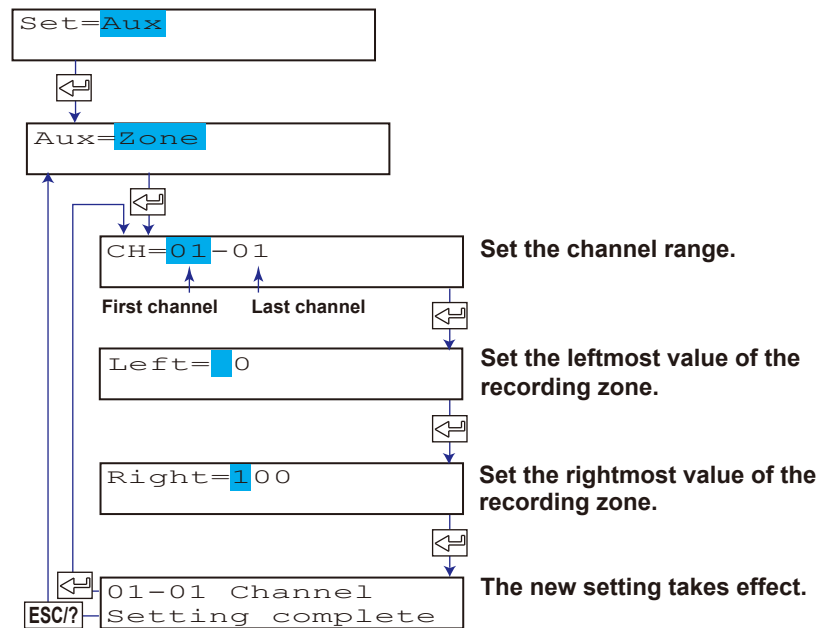 Set=Aux
Aux=Zone
CH=01-01
Set the channel range.
First channel
Last channel
Left= 0
Set the leftmost value of the
recording zone.
Right=100
Set the rightmost value of the
recording zone.
01-01 Channel
Setting complete
The new setting takes effect.
ESC/?